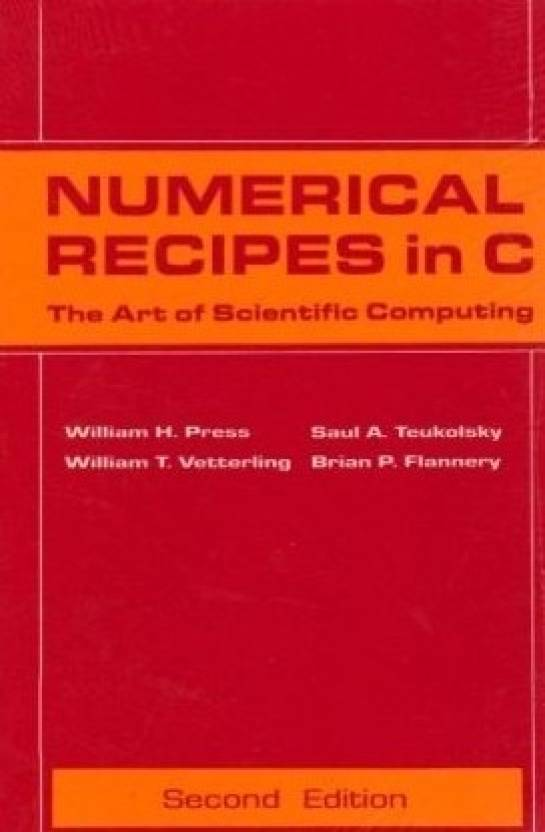 NUMERICAL
RECIPES in C
The Art of Scientific Computing
William H. Press Saul A. Teukolsky
William T. Vetterling Brian P. Flannery
Second Edition